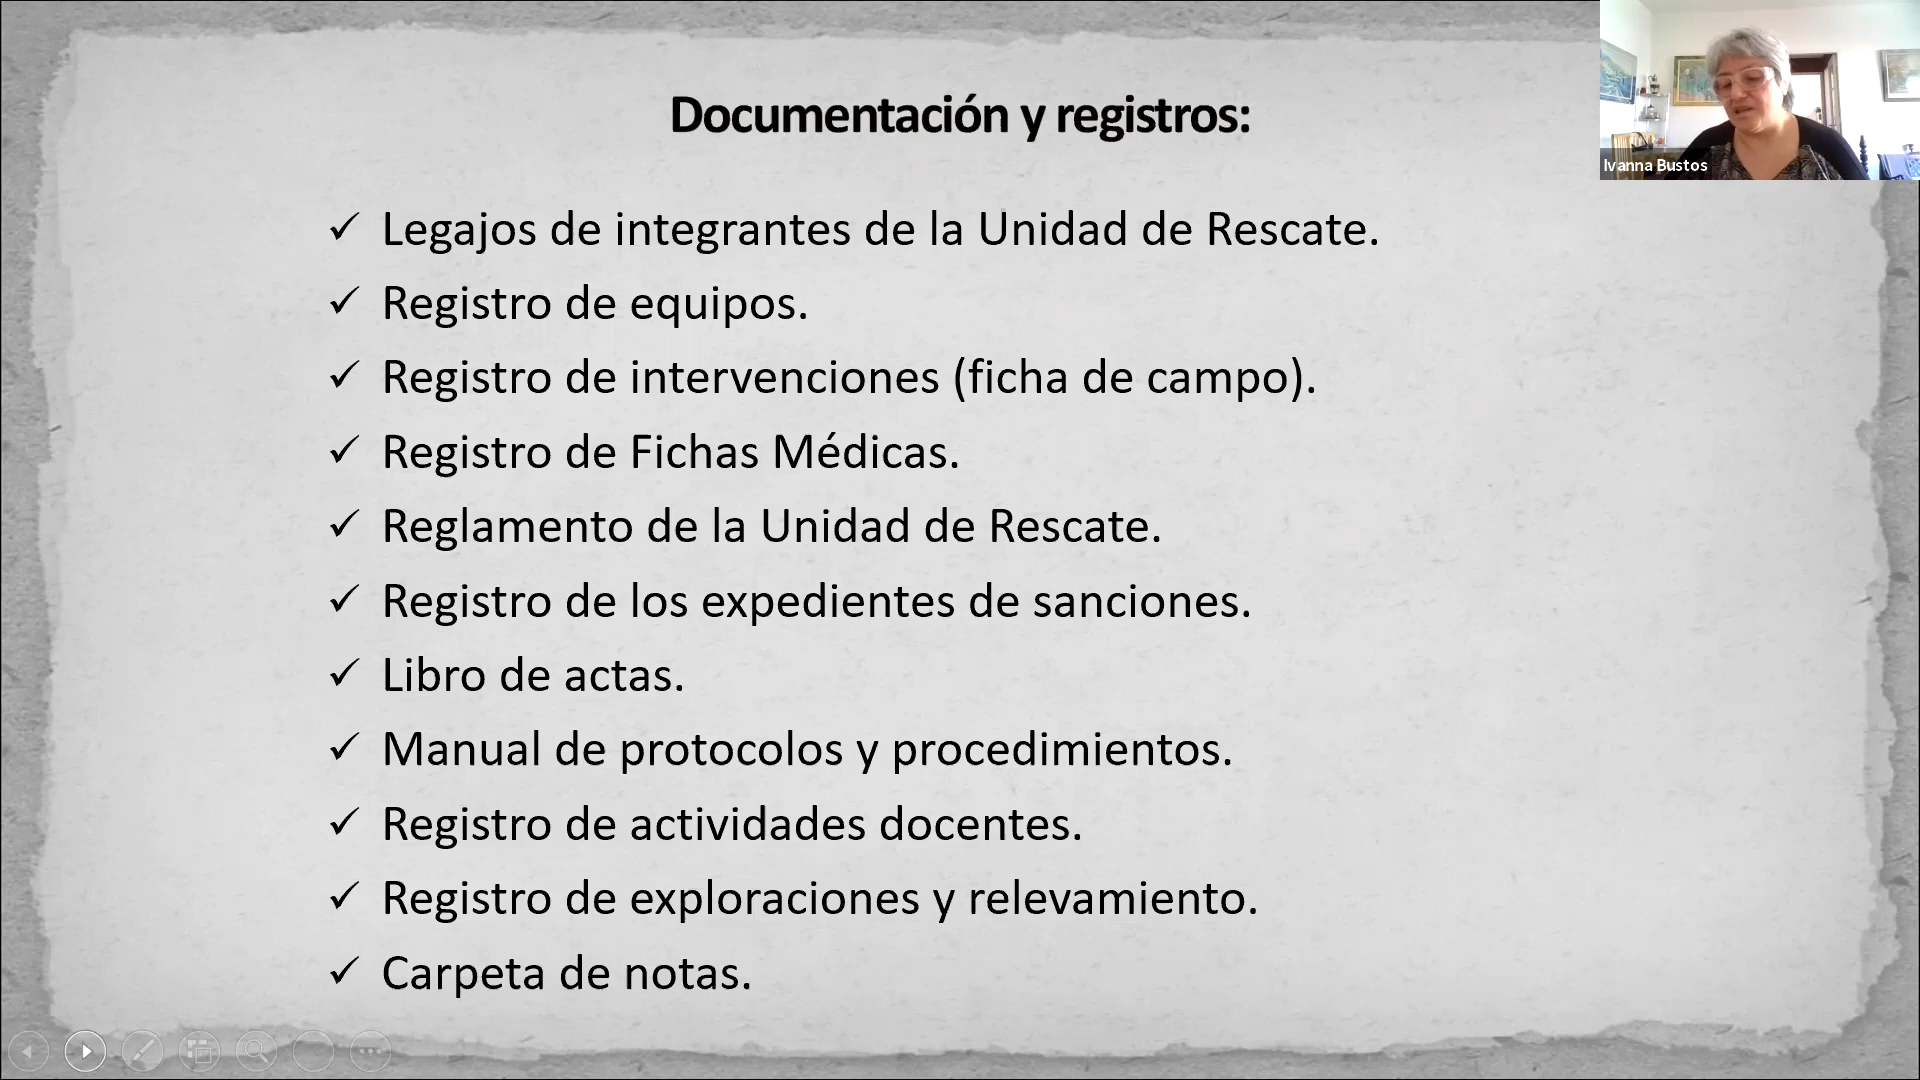 Documentación y registros:
Ivanna Bustos
✓ Legajos de integrantes de la Unidad de Rescate.
✓ Registro de equipos.
✓ Registro de intervenciones (ficha de campo).
✓ Registro de Fichas Médicas.
✓ Reglamento de la Unidad de Rescate.
✓ Registro de los expedientes de sanciones.
✓ Libro de actas.
✓ Manual de protocolos y procedimientos.
✓ Registro de actividades docentes.
✓ Registro de exploraciones y relevamiento.
✓ Carpeta de notas.